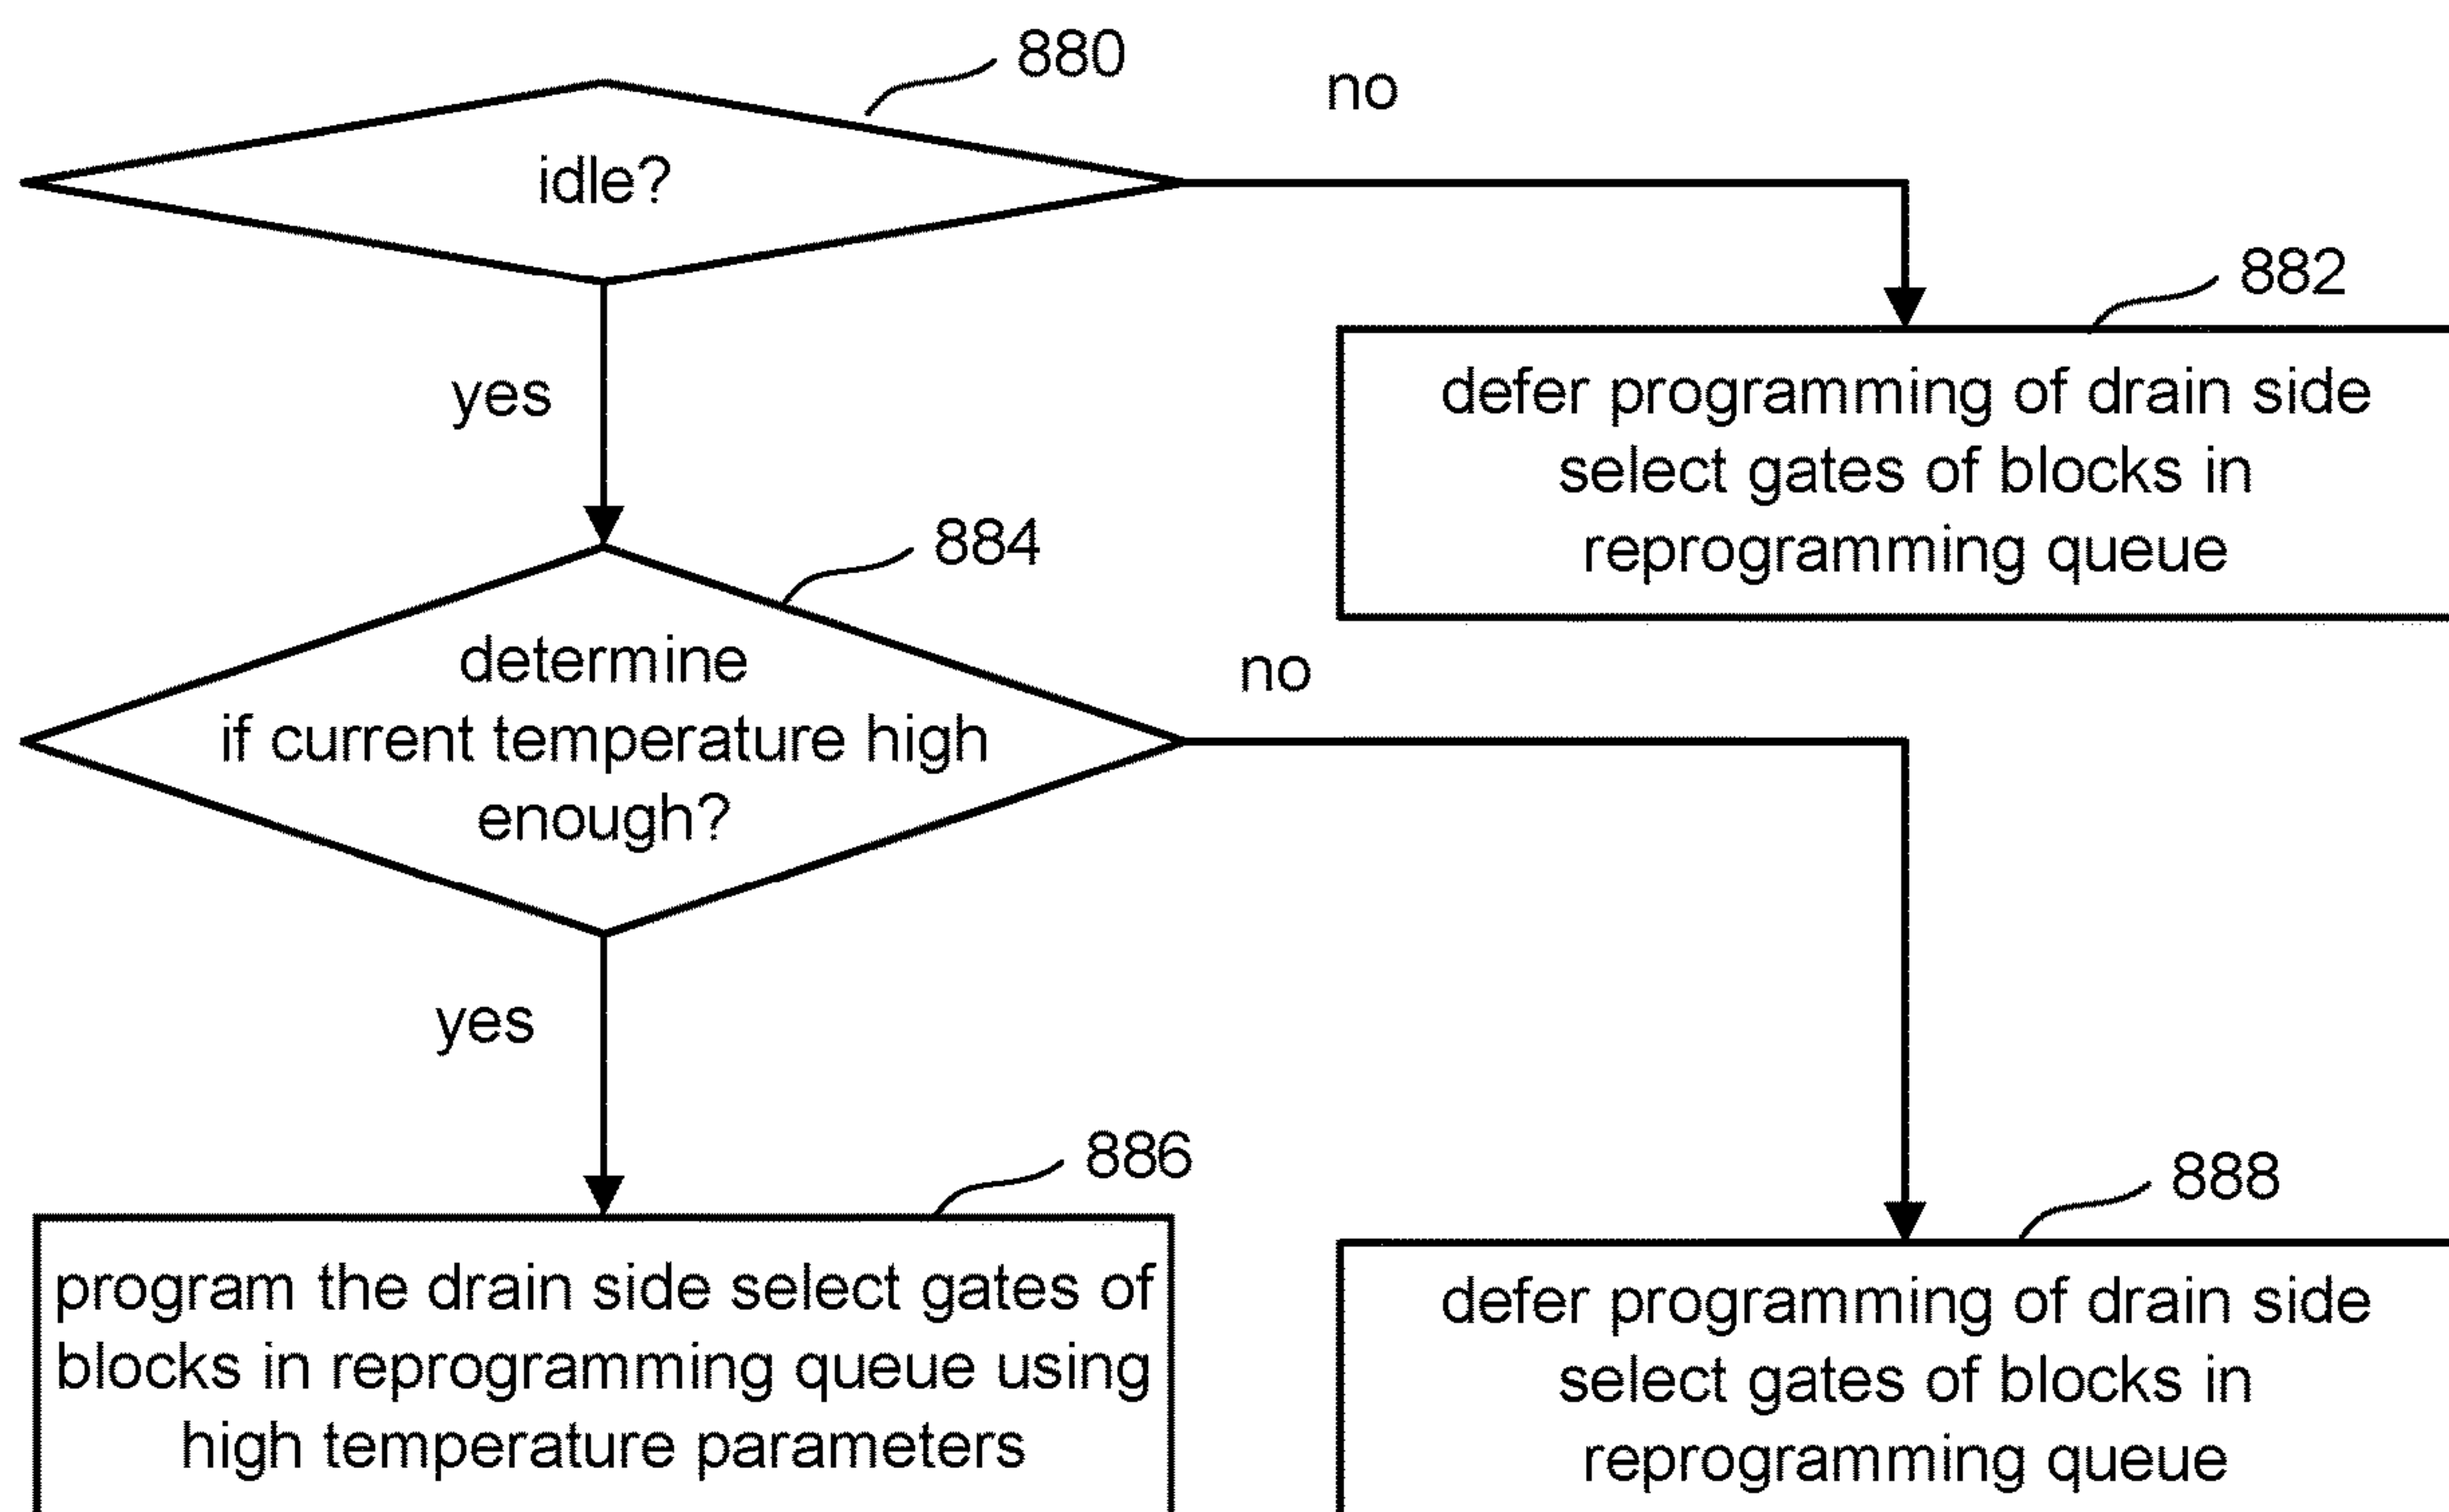 880
no
idle?
882
yes
defer programming of drain side
select gates of blocks in
reprogramming queue
884
no
determine
if current temperature high
enough?
yes
886
888
program the drain side select gates of
blocks in reprogramming queue using
high temperature parameters
defer programming of drain side
select gates of blocks in
reprogramming queue